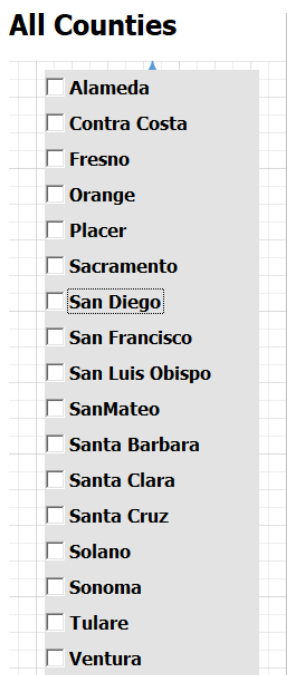 All Counties
Alameda
Contra Costa
Fresno
Orange
Placer
Sacramento
San Diego
San Francisco
San Luis Obispo
SanMateo
Santa Barbara
Santa Clara
Santa Cruz
Solano
Sonoma
Tulare
Ventura